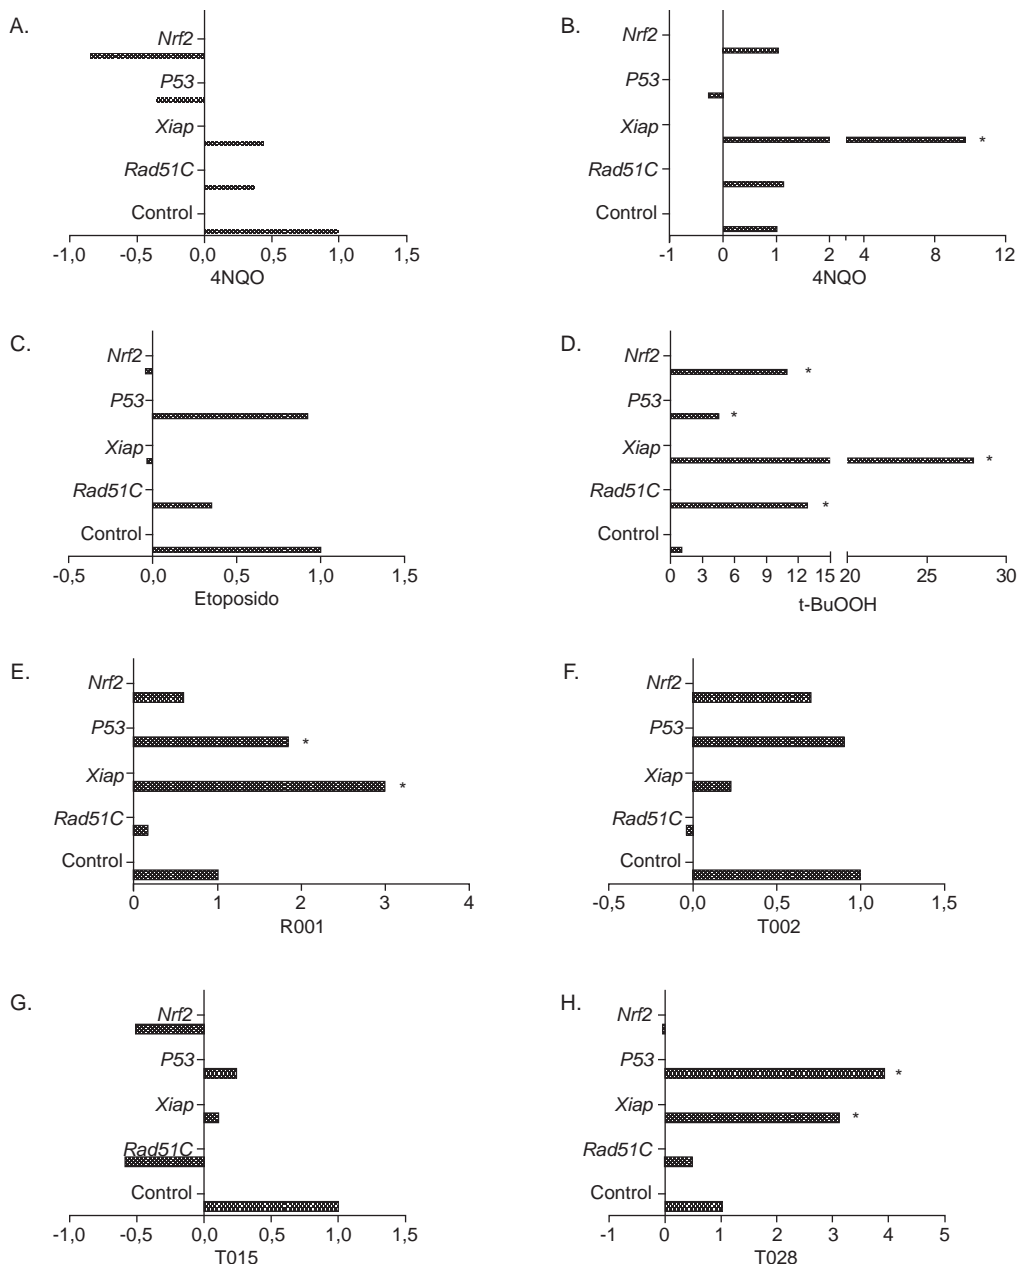 A.
Nrf2
P53
Xiap
Rad51C
Control
-1,0 -0,5 0,0 0,5 1,0 1,5
4NQO
B.
Nrf2
P53
Xiap
*
Rad51C
Control
-1 0 1 2 4 8 12
4NQO
C.
Nrf2
P53
Xiap
Rad51C
Control
-0,5 0,0 0,5 1,0 1,5
Etoposido
D.
Nrf2
*
P53
*
Xiap
*
Rad51C
*
Control
0 3 6 9 12 15 20 25 30
t-BuOOH
E.
Nrf2
P53
*
Xiap
*
Rad51C
Control
0 1 2 3 4
R001
F.
Nrf2
P53
Xiap
Rad51C
Control
-0,5 0,0 0,5 1,0 1,5
T002
G.
Nrf2
P53
Xiap
Rad51C
Control
-1,0 -0,5 0,0 0,5 1,0 1,5
T015
H.
Nrf2
P53
*
Xiap
*
Rad51C
Control
-1 0 1 2 3 4 5
T028